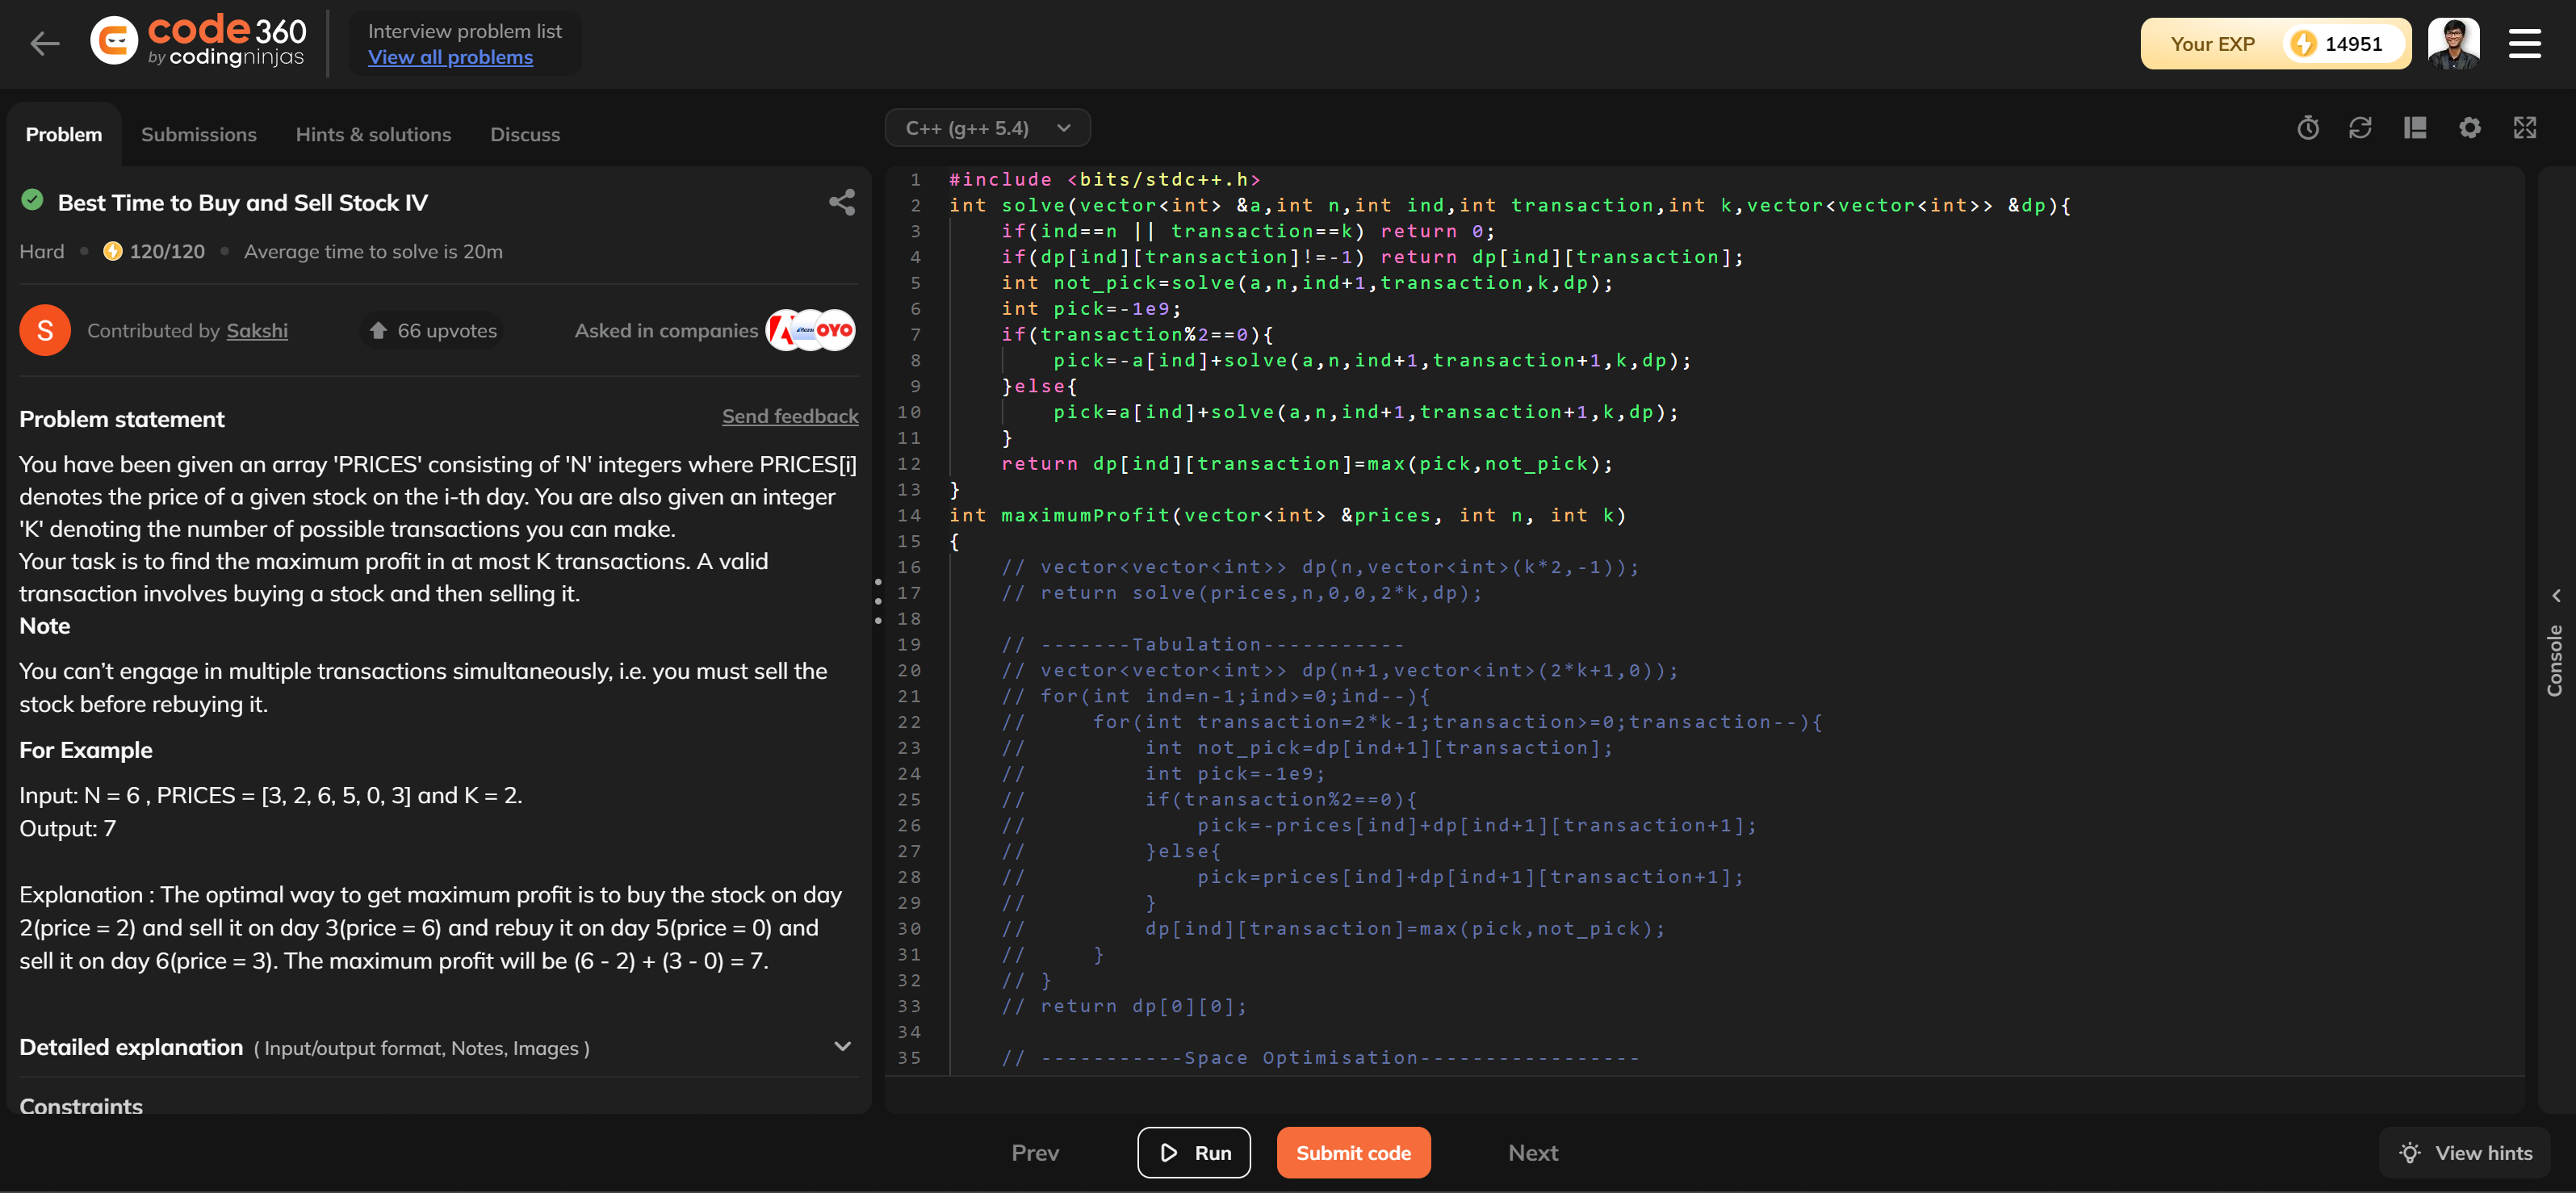 code 360
by codingninjas
Interview problem list
View all problems
Your EXP 14951
Problem Submissions Hints & solutions Discuss
C++ (g++ 5.4)
Best Time to Buy and Sell Stock IV
Hard 120/120 Average time to solve is 20m
S Contributed by Sakshi 66 upvotes Asked in companies OYO
Problem statement Send feedback
You have been given an array 'PRICES' consisting of 'N' integers where PRICES[i]
denotes the price of a given stock on the i-th day. You are also given an integer
'K' denoting the number of possible transactions you can make.
Your task is to find the maximum profit in at most K transactions. A valid
transaction involves buying a stock and then selling it.
Note
You can’t engage in multiple transactions simultaneously, i.e. you must sell the
stock before rebuying it.
For Example
Input: N = 6 , PRICES = [3, 2, 6, 5, 0, 3] and K = 2.
Output: 7
Explanation : The optimal way to get maximum profit is to buy the stock on day
2(price = 2) and sell it on day 3(price = 6) and rebuy it on day 5(price = 0) and
sell it on day 6(price = 3). The maximum profit will be (6 - 2) + (3 - 0) = 7.
Detailed explanation ( Input/output format, Notes, Images )
Constraints
1 #include <bits/stdc++.h>
2 int solve(vector<int> &a,int n,int ind,int transaction,int k,vector<vector<int>> &dp){
3 if(ind==n || transaction==k) return 0;
4 if(dp[ind][transaction]!=-1) return dp[ind][transaction];
5 int not_pick=solve(a,n,ind+1,transaction,k,dp);
6 int pick=-1e9;
7 if(transaction%2==0){
8 pick=-a[ind]+solve(a,n,ind+1,transaction+1,k,dp);
9 }else{
10 pick=a[ind]+solve(a,n,ind+1,transaction+1,k,dp);
11 }
12 return dp[ind][transaction]=max(pick,not_pick);
13 }
14 int maximumProfit(vector<int> &prices, int n, int k)
15 {
16 // vector<vector<int>> dp(n,vector<int>(k*2,-1));
17 // return solve(prices,n,0,0,2*k,dp);
18
19 // -------Tabulation-----------
20 // vector<vector<int>> dp(n+1,vector<int>(2*k+1,0));
21 // for(int ind=n-1;ind>=0;ind--){
22 // for(int transaction=2*k-1;transaction>=0;transaction--){
23 // int not_pick=dp[ind+1][transaction];
24 // int pick=-1e9;
25 // if(transaction%2==0){
26 // pick=-prices[ind]+dp[ind+1][transaction+1];
27 // }else{
28 // pick=prices[ind]+dp[ind+1][transaction+1];
29 // }
30 // dp[ind][transaction]=max(pick,not_pick);
31 // }
32 // }
33 // return dp[0][0];
34
35 // -----------Space Optimisation-----------------
Console
Prev Run Submit code Next View hints